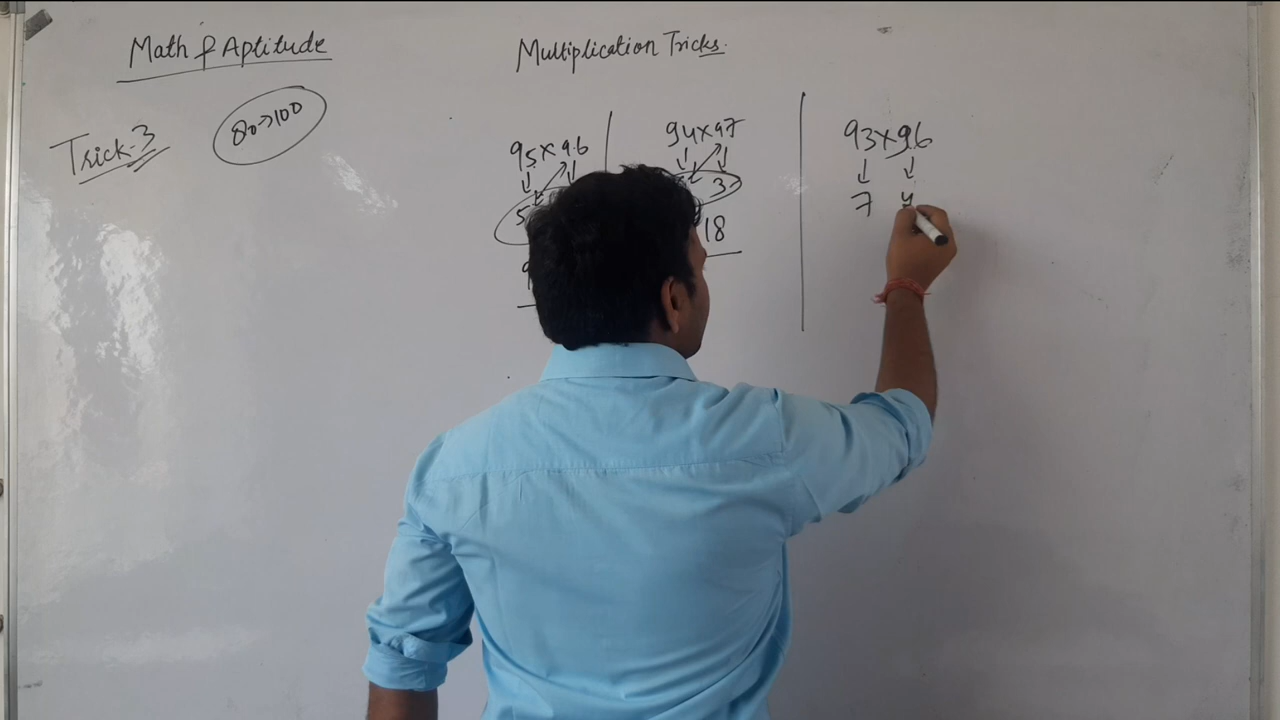 Math & Aptitude
Multiplication Tricks.
Trick-3
80→100
95×96
5
94×97
3
18
93×96
7 4